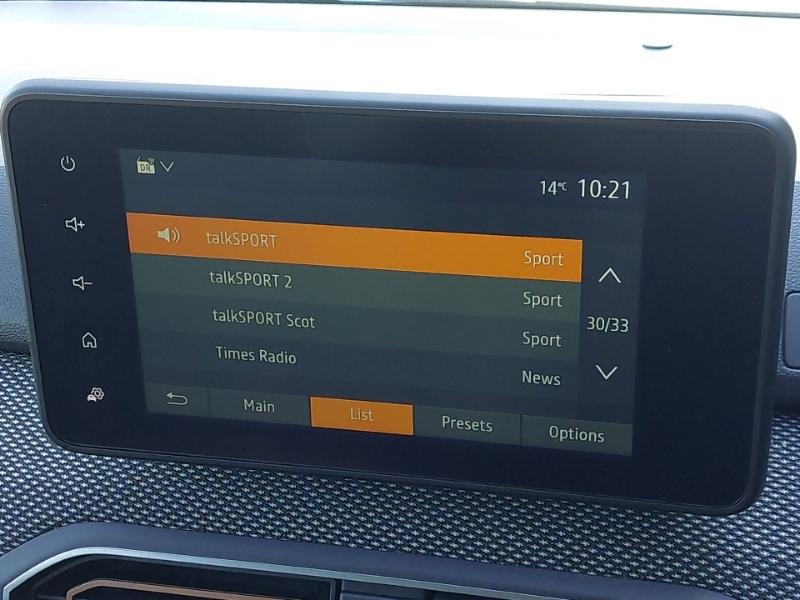 DR
14°C 10:21
talkSPORT Sport
talkSPORT 2 Sport
talkSPORT Scot Sport
30/33
Times Radio News
Main List Presets Options